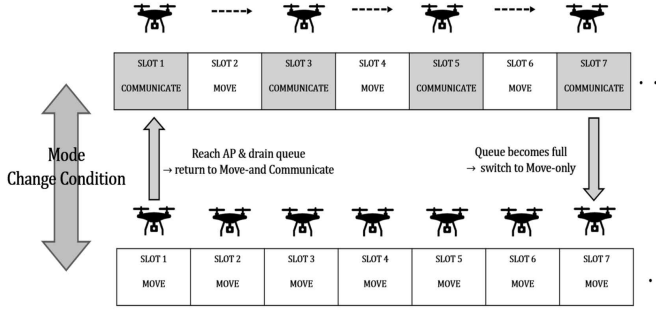 SLOT 1 SLOT 2 SLOT 3 SLOT 4 SLOT 5 SLOT 6 SLOT 7
COMMUNICATE MOVE COMMUNICATE MOVE COMMUNICATE MOVE COMMUNICATE
. . .
Mode
Change Condition
Reach AP & drain queue
→ return to Move-and Communicate
Queue becomes full
→ switch to Move-only
SLOT 1 SLOT 2 SLOT 3 SLOT 4 SLOT 5 SLOT 6 SLOT 7
MOVE MOVE MOVE MOVE MOVE MOVE MOVE
.